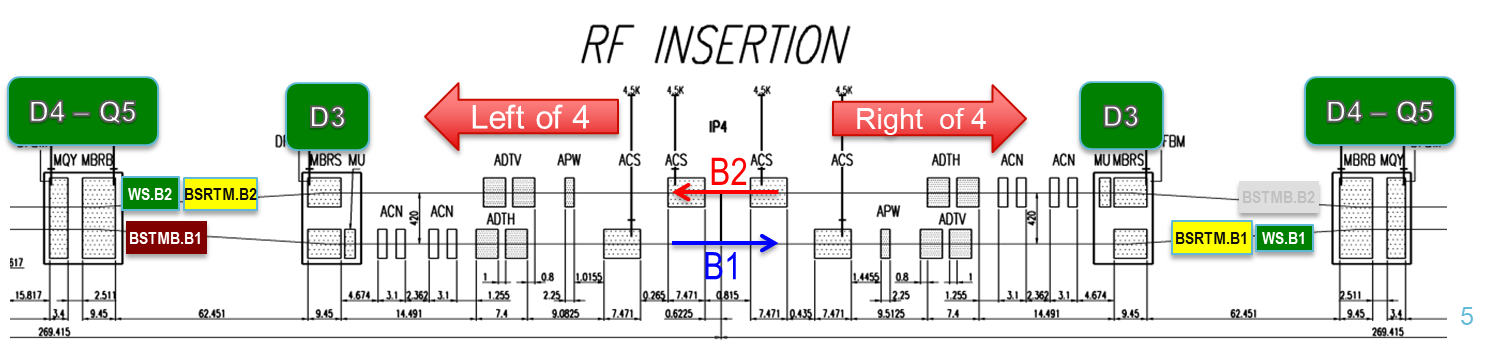 RF INSERTION
D4 – Q5
D3
Left of 4
Right of 4
D3
D4 – Q5
4.5K
4.5K
4.5K
4.5K
IP4
MQY MBRB
MBRS MU
ADTV
APW
ACS
ACS
ACS
ACS
ADTH
ACN
ACN
MU MBRS
FBM
MBRB MQY
WS.B2
BSRTM.B2
BSTMB.B1
B2
B1
BSTMB.B2
BSRTM.B1
WS.B1
ACN
ACN
ADTH
420
APW
ADTV
420
617
1
0.8
1.0155
1.4455
0.8
1
15.817
2.511
4.674
3.1
2.362
3.1
1.255
2.25
0.265
7.471
0.815
2.25
1.255
3.1
2.362
3.1
4.674
2.511
3.4
9.45
62.451
9.45
14.491
7.4
9.0825
7.471
0.6225
7.471
0.435
7.471
9.5125
7.4
14.491
9.45
62.451
9.45
3.4
269.415
269.415
5